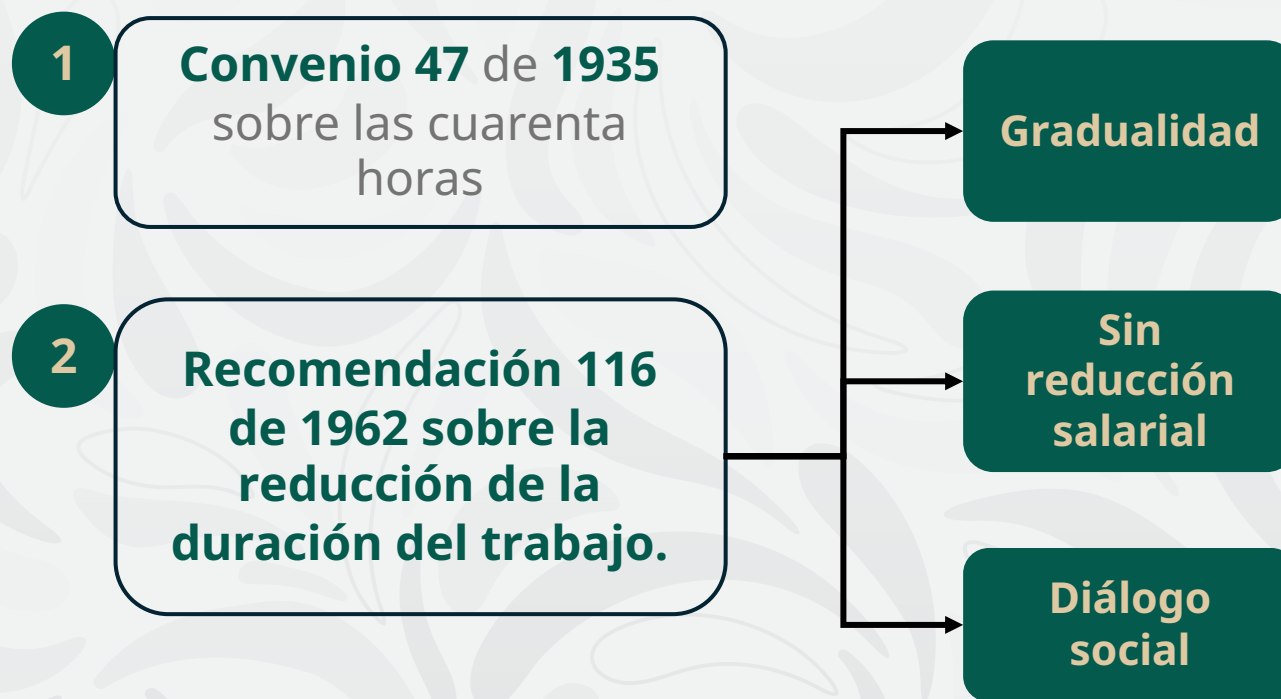 1
Convenio 47 de 1935
sobre las cuarenta
horas
2
Recomendación 116
de 1962 sobre la
reducción de la
duración del trabajo.
Gradualidad
Sin
reducción
salarial
Diálogo
social